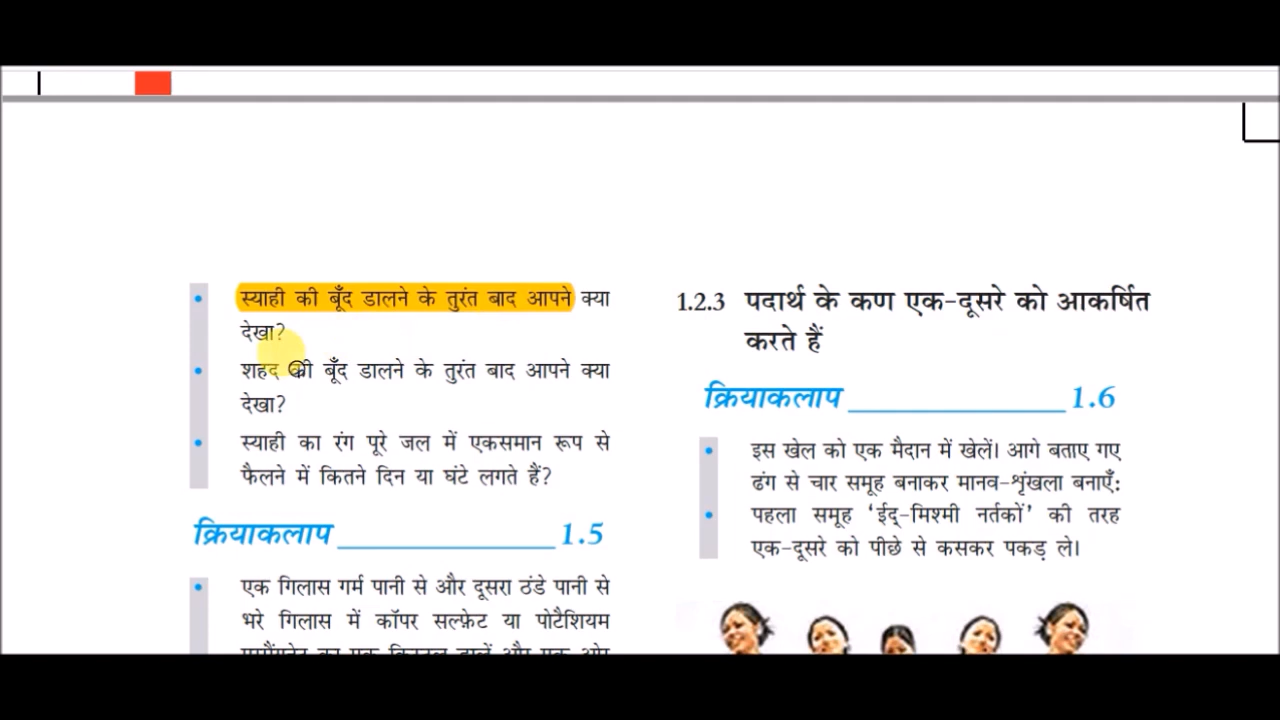 स्याही की बूँद डालने के तुरंत बाद आपने क्या
देखा?
शहद की बूँद डालने के तुरंत बाद आपने क्या
देखा?
स्याही का रंग पूरे जल में एकसमान रूप से
फैलने में कितने दिन या घंटे लगते हैं?
क्रियाकलाप ______________ 1.5
एक गिलास गर्म पानी से और दूसरा ठंडे पानी से
भरे गिलास में कॉपर सल्फ़ेट या पोटैशियम
1.2.3 पदार्थ के कण एक-दूसरे को आकर्षित
करते हैं
क्रियाकलाप ______________ 1.6
इस खेल को एक मैदान में खेलें। आगे बताए गए
ढंग से चार समूह बनाकर मानव-शृंखला बनाएँ:
पहला समूह ‘ईद्-मिश्मी नर्तकों’ की तरह
एक-दूसरे को पीछे से कसकर पकड़ ले।